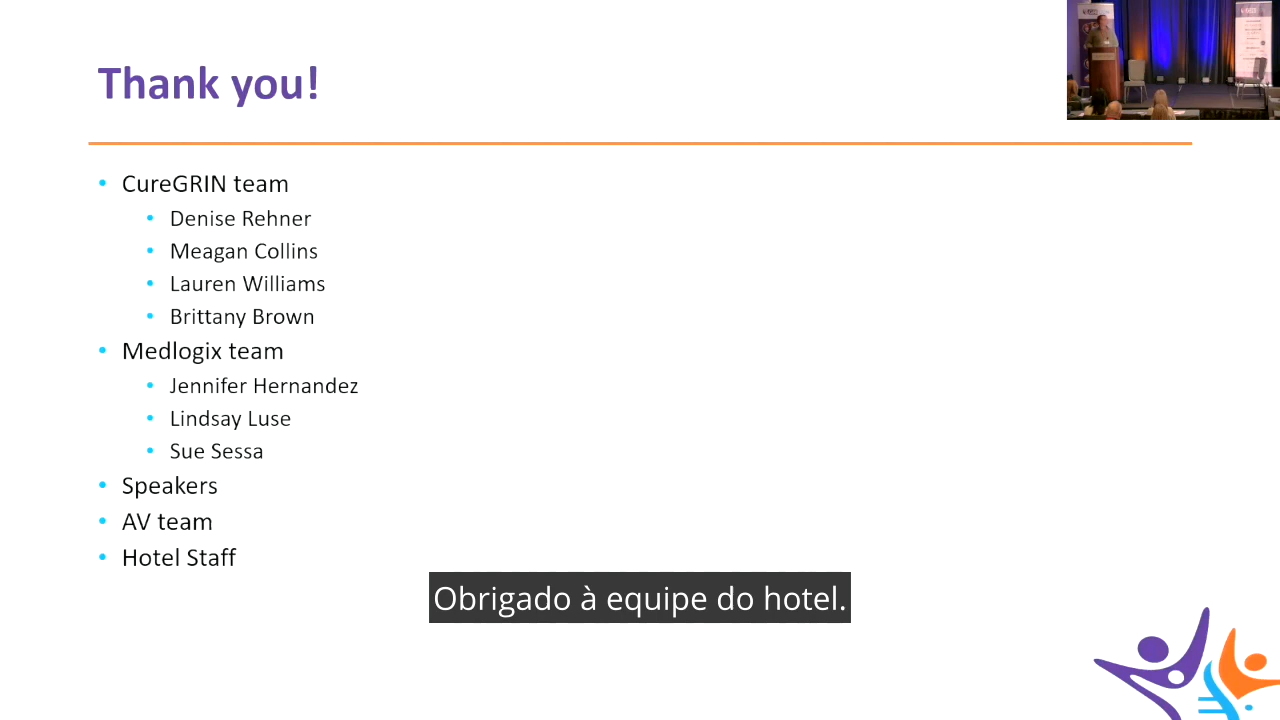 Thank you!
CureGRIN team
Denise Rehner
Meagan Collins
Lauren Williams
Brittany Brown
Medlogix team
Jennifer Hernandez
Lindsay Luse
Sue Sessa
Speakers
AV team
Hotel Staff
Obrigado à equipe do hotel.